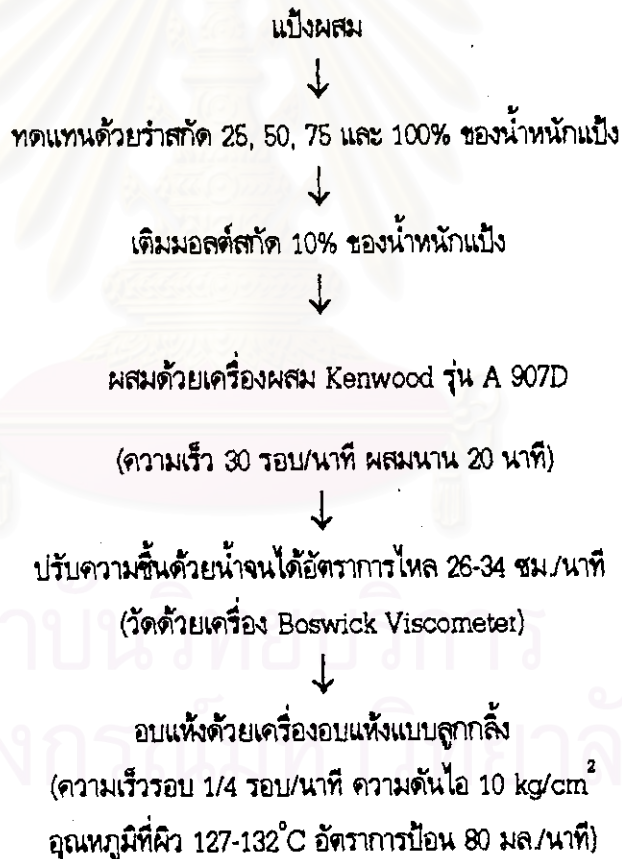 แป้งผสม
↓
ทดแทนด้วยรำสกัด 25, 50, 75 และ 100% ของน้ำหนักแป้ง
↓
เติมมอลต์สกัด 10% ของน้ำหนักแป้ง
↓
ผสมด้วยเครื่องผสม Kenwood รุ่น A 907D
(ความเร็ว 30 รอบ/นาที ผสมนาน 20 นาที)
↓
ปรับความชื้นด้วยน้ำจนได้อัตราการไหล 26-34 ซม./นาที
(วัดด้วยเครื่อง Boswick Viscometer)
↓
อบแห้งด้วยเครื่องอบแห้งแบบลูกกลิ้ง
(ความเร็วรอบ 1/4 รอบ/นาที ความดันไอ 10 kg/cm²
อุณหภูมิที่ผิว 127-132°C อัตราการป้อน 80 มล./นาที)